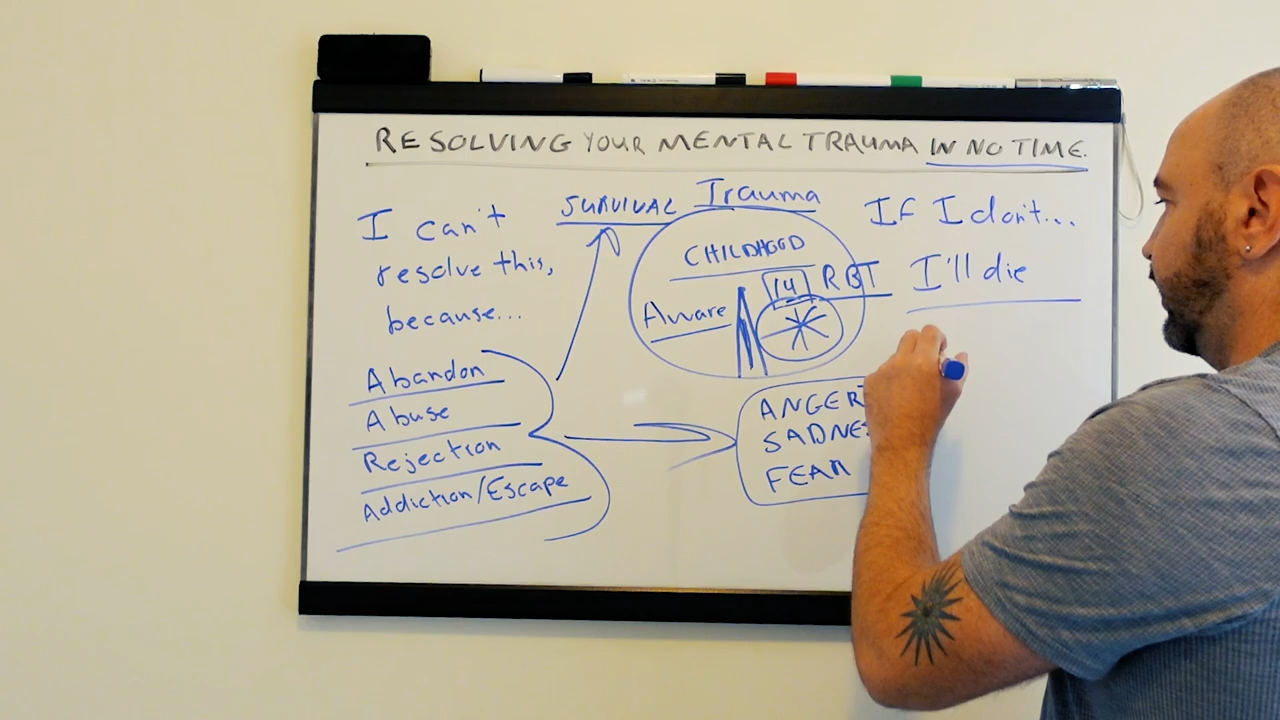 RESOLVING YOUR MENTAL TRAUMA IN NO TIME.
I can't
resolve this,
because...
Abandon
Abuse
Rejection
Addiction/Escape
SURVIVAL Trauma
CHILDHOOD
14 RBT
Aware
ANGER
SADNES
FEAR
If I don't...
I'll die